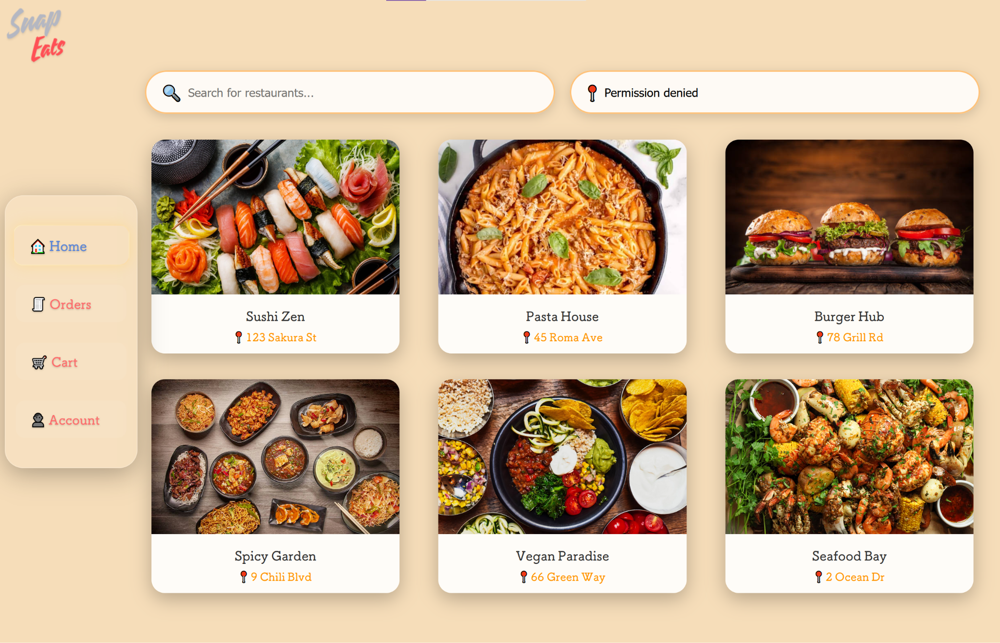 Snap
Eats
Search for restaurants...
Permission denied
Home
Orders
Cart
Account
Sushi Zen
123 Sakura St
Pasta House
45 Roma Ave
Burger Hub
78 Grill Rd
Spicy Garden
9 Chili Blvd
Vegan Paradise
66 Green Way
Seafood Bay
2 Ocean Dr